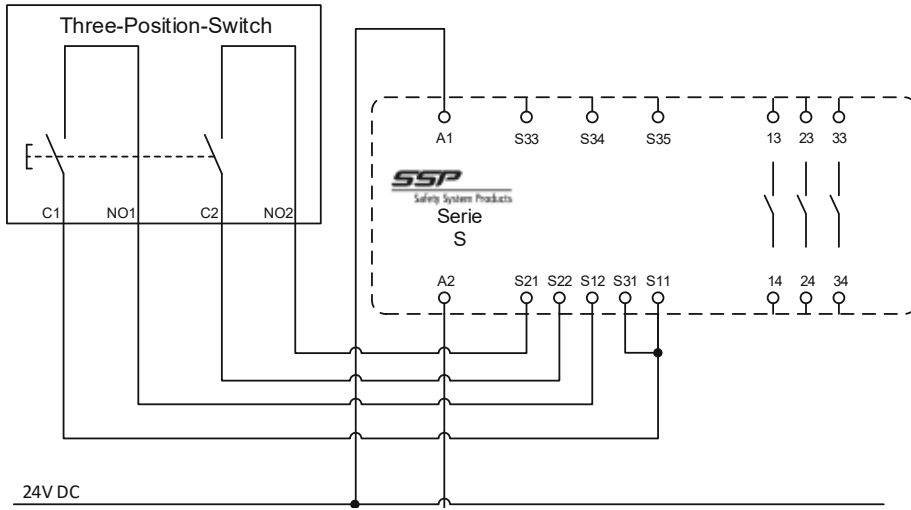 Three-Position-Switch
C1 NO1 C2 NO2
A1 S33 S34 S35 13 23 33
SSP
Safety System Products
Serie
S
A2 S21 S22 S12 S31 S11 14 24 34
24V DC